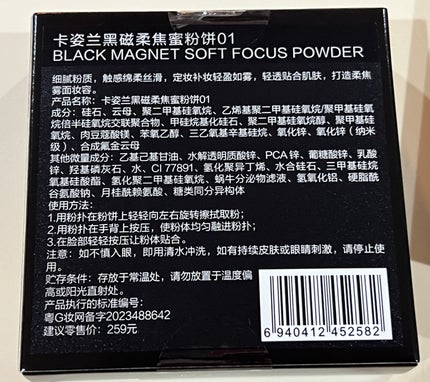 卡姿兰黑磁柔焦蜜粉饼01
BLACK MAGNET SOFT FOCUS POWDER
细腻粉质，触感绵柔丝滑，定妆补妆轻盈如雾，轻透贴合肌肤，打造柔焦
雾面妆容。
产品名称：卡姿兰黑磁柔焦蜜粉饼01
成分：硅石、云母、聚二甲基硅氧烷、乙烯基聚二甲基硅氧烷/聚甲基硅氧
烷倍半硅氧烷交联聚合物、甲硅烷基化硅石、聚二甲基硅氧烷醇、聚甲基硅氧
烷、肉豆蔻酸镁、苯氧乙醇、三乙氧基辛基硅烷、氧化锌、氧化锌（纳米
级）、合成氟金云母
其他微量成分：乙基己基甘油、水解透明质酸锌、PCA 锌、葡糖酸锌、乳酸
锌、羟基磷灰石、水、CI 77891、氢化聚异丁烯、水合硅石、三甲基硅氧
氧基硅酸酯、氢化聚二甲基硅氧烷、蜗牛分泌物滤液、氢氧化铝、硬脂酰
谷氨酸钠、月桂酰赖氨酸、糖类同分异构体
使用方法：
1.用粉扑在粉饼上轻轻向左右旋转擦拭取粉；
2.用粉扑在手背上按压，使粉体均匀融进粉扑；
3.在脸部轻轻按压让粉体贴合。
注意：如不慎入眼，即用清水冲洗，如有持续皮肤或眼睛刺激，请停止使
用。
贮存条件：存放于常温处，请勿放置于温度偏
高或阳光直射处。
产品执行的标准编号：
粤G妆网备字2023488642
建议零售价：259元
6 940412 452582